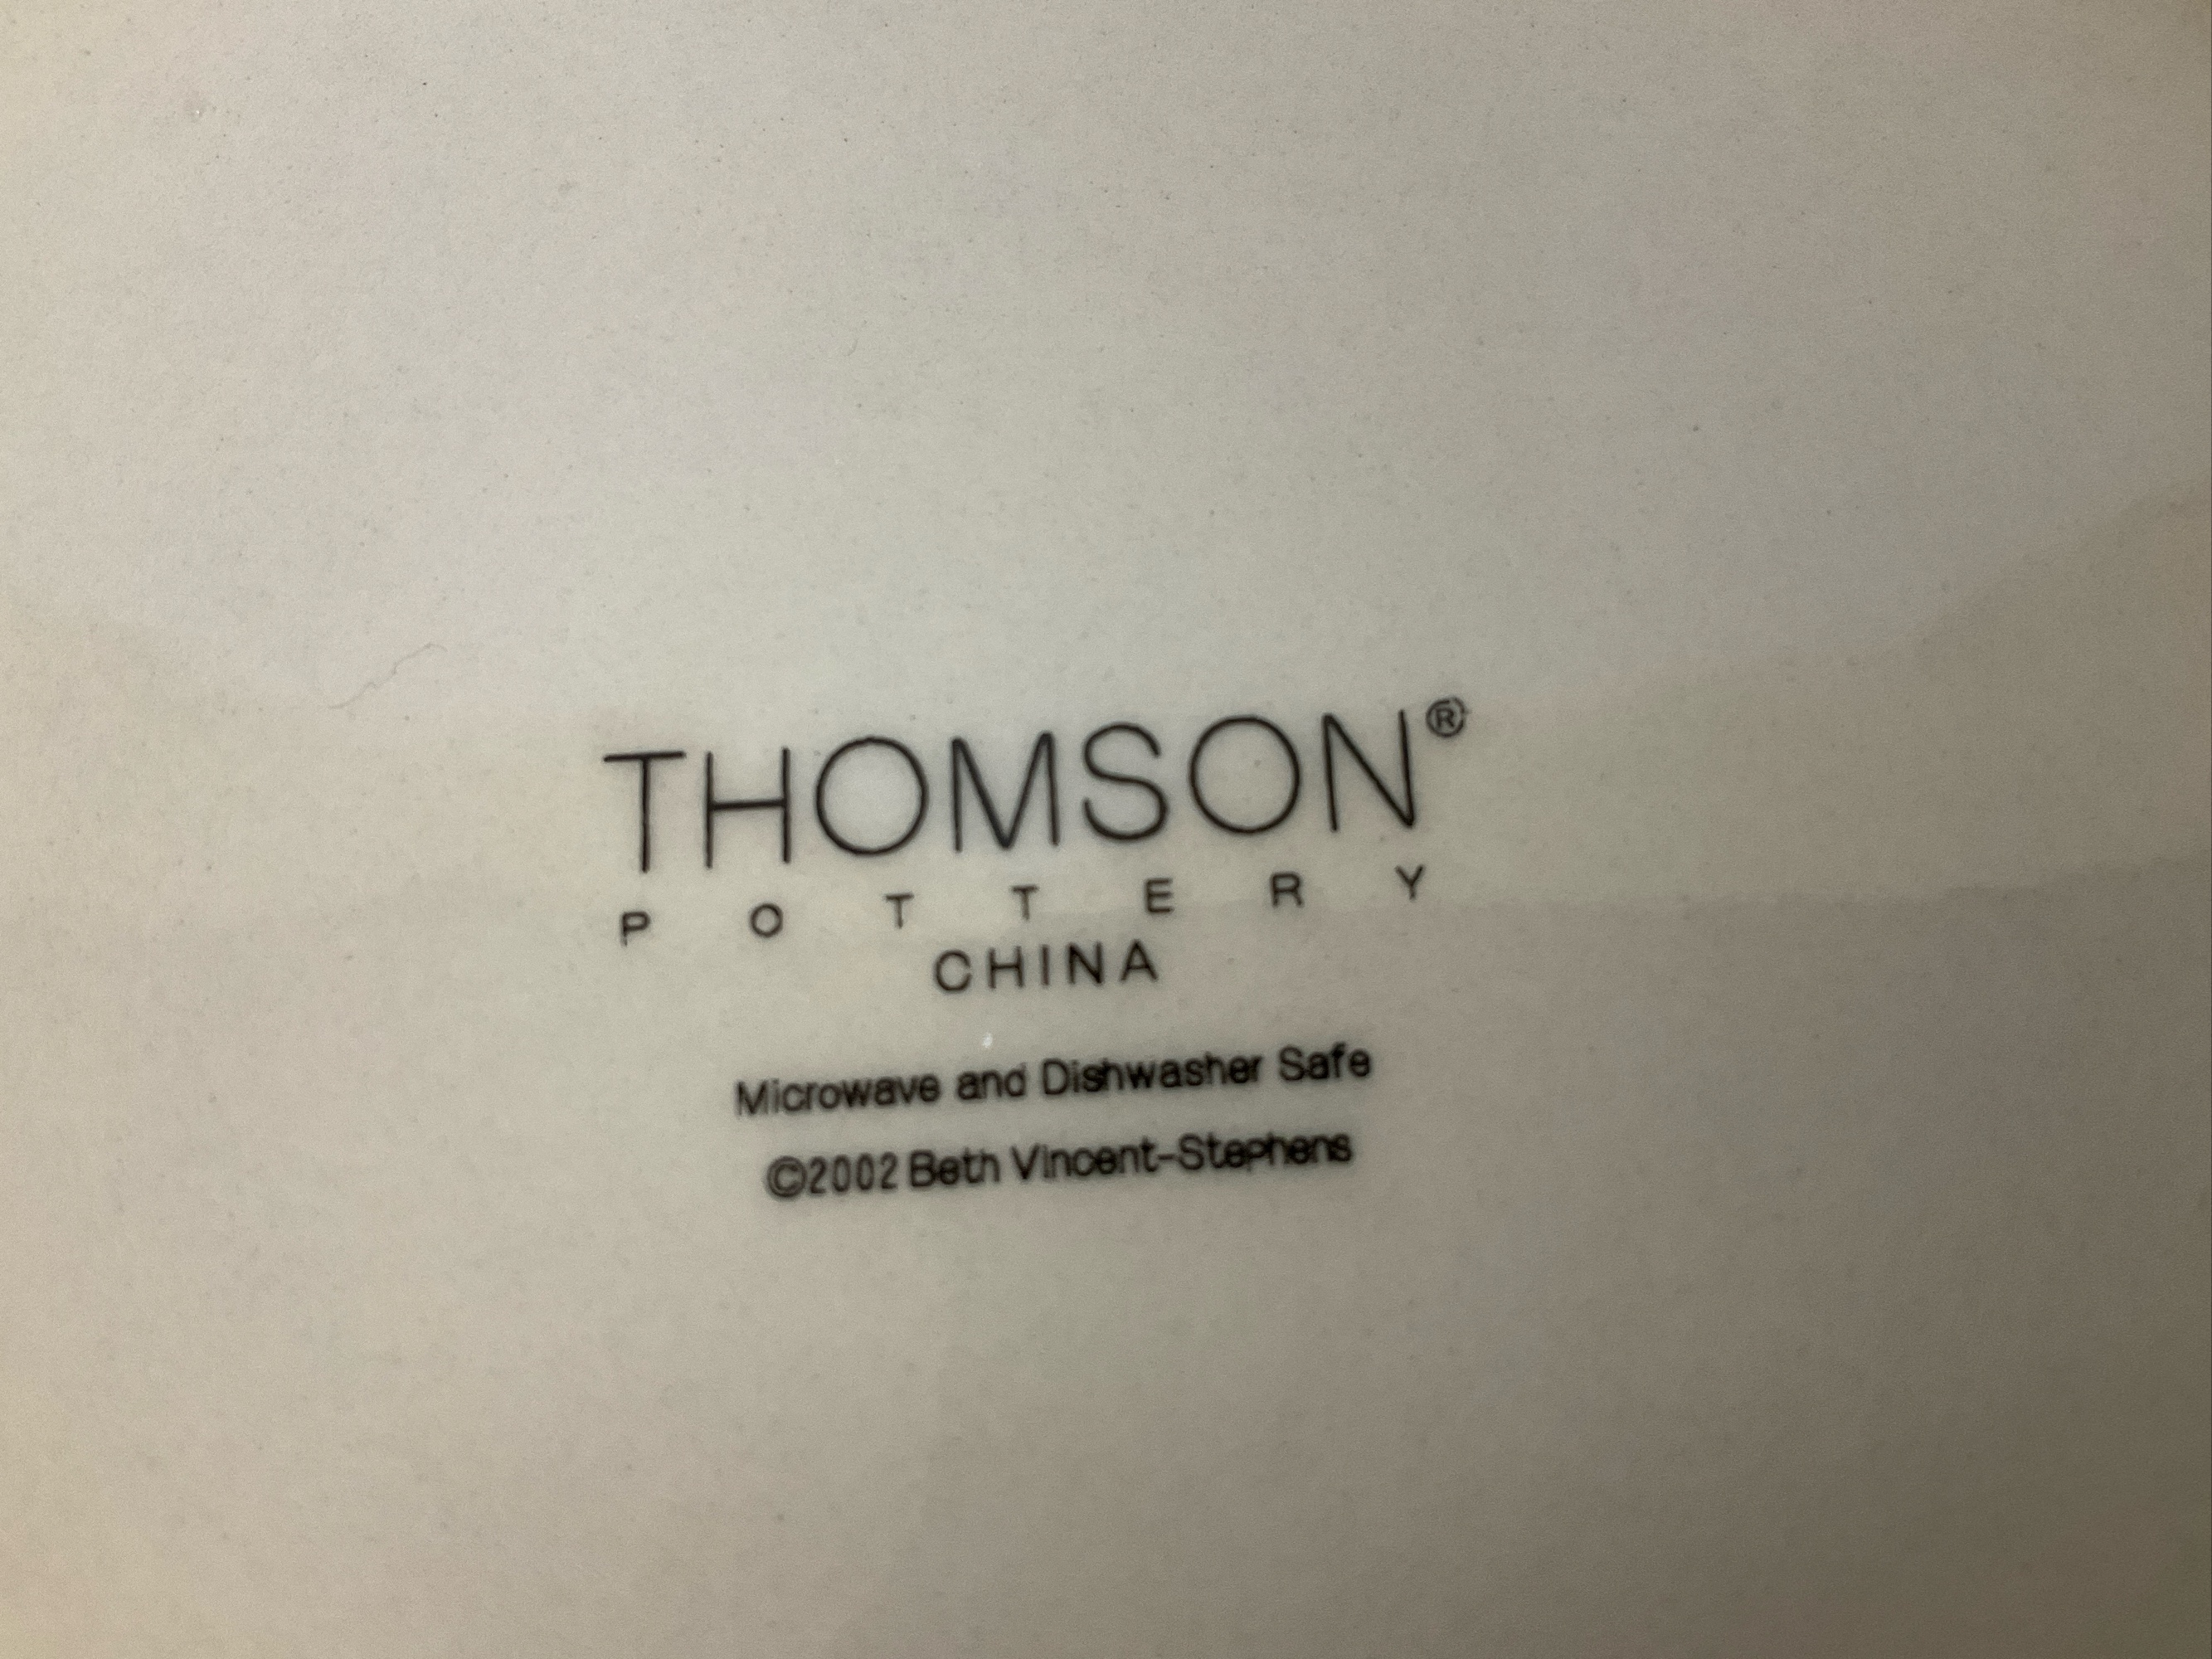 THOMSON®
POTTERY
CHINA
Microwave and Dishwasher Safe
©2002 Beth Vincent-Stephens